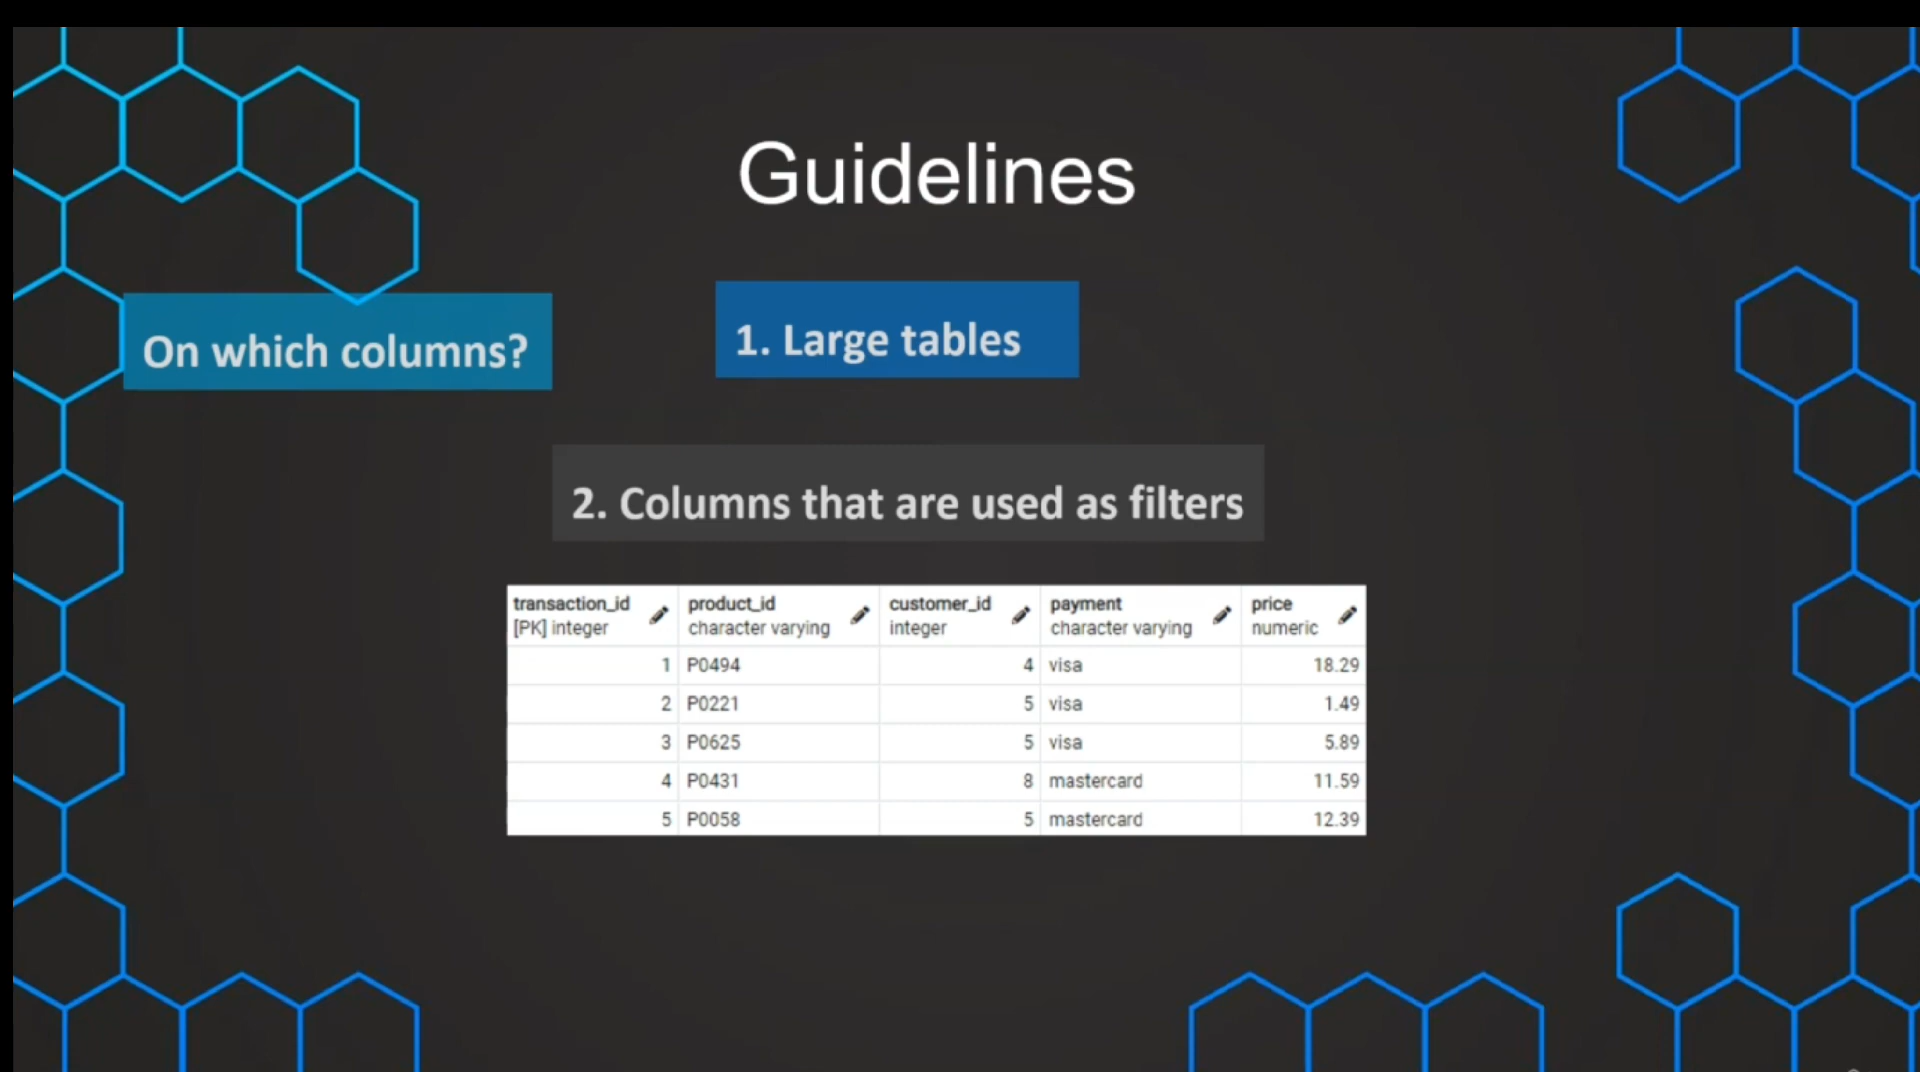 Guidelines
On which columns?
1. Large tables
2. Columns that are used as filters
transaction_id product_id customer_id payment price
[PK] integer character varying integer character varying numeric
1 P0494 4 visa 18.29
2 P0221 5 visa 1.49
3 P0625 5 visa 5.89
4 P0431 8 mastercard 11.59
5 P0058 5 mastercard 12.39